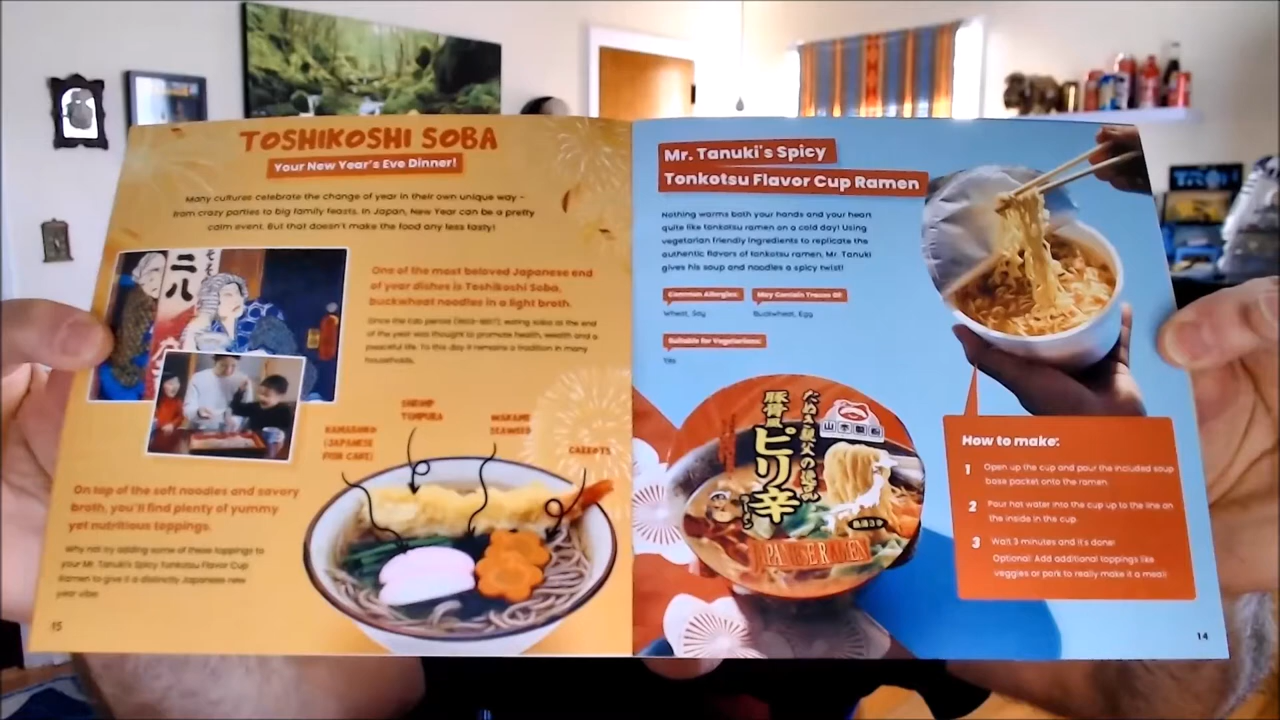 TOSHIKOSHI SOBA
Your New Year's Eve Dinner!
Many cultures celebrate the change of year in their own unique way -
from crazy parties to big family feasts. In Japan, New Year can be a pretty
calm event. But that doesn't make the food any less tasty!
二八
One of the most beloved Japanese end
of year dishes is Toshikoshi Soba,
buckwheat noodles in a light broth.
Since the Edo period (1603-1867), eating soba at the end
of the year was thought to promote health, wealth and a
peaceful life. To this day it remains a tradition in many
households.
KAMABOKO
(JAPANESE
FISH CAKE)
SHRIMP
TEMPURA
WAKAME
SEAWEED
CARROTS
On top of the soft noodles and savory
broth, you'll find plenty of yummy
yet nutritious toppings.
Why not try adding some of these toppings to
your Mr. Tanuki's Spicy Tonkotsu Flavor Cup
Ramen to give it a distinctly Japanese new
year vibe.
15
Mr. Tanuki's Spicy
Tonkotsu Flavor Cup Ramen
Nothing warms both your hands and your heart
quite like tonkotsu ramen on a cold day! Using
vegetarian friendly ingredients to replicate the
authentic flavors of tonkotsu ramen, Mr. Tanuki
gives his soup and noodles a spicy twist!
Common Allergies:
Wheat, Soy
May Contain Traces Of:
Buckwheat, Egg
Suitable for Vegetarians:
Yes
豚骨風
ピリ辛
ラーメン
山本製粉
JAPANESE RAMEN
How to make:
1 Open up the cup and pour the included soup
base packet onto the ramen.
2 Pour hot water into the cup up to the line on
the inside in the cup.
3 Wait 3 minutes and it's done!
Optional: Add additional toppings like
veggies or pork to really make it a meal!
14
TRON